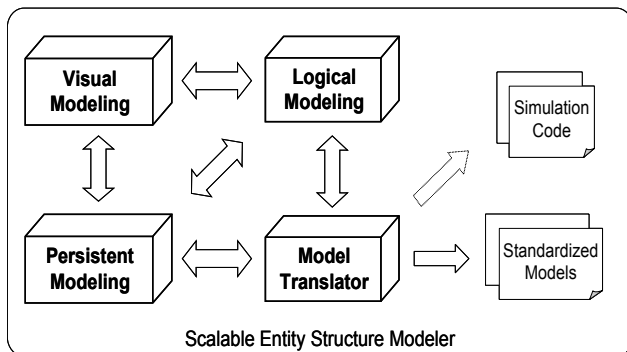 Visual
Modeling
Logical
Modeling
Simulation
Code
Persistent
Modeling
Model
Translator
Standardized
Models
Scalable Entity Structure Modeler